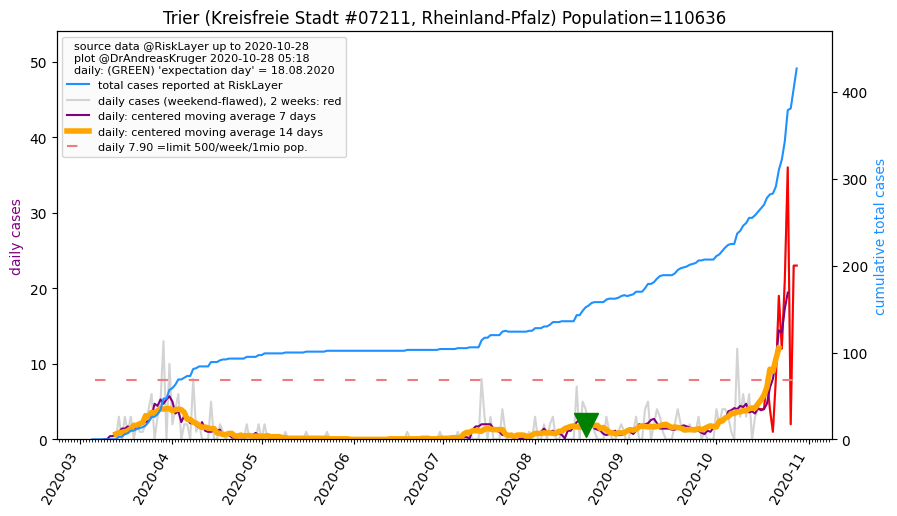 Trier (Kreisfreie Stadt #07211, Rheinland-Pfalz) Population=110636
source data @RiskLayer up to 2020-10-28
plot @DrAndreasKruger 2020-10-28 05:18
daily: (GREEN) 'expectation day' = 18.08.2020
total cases reported at RiskLayer
daily cases (weekend-flawed), 2 weeks: red
daily: centered moving average 7 days
daily: centered moving average 14 days
daily 7.90 =limit 500/week/1mio pop.
daily cases
50
40
30
20
10
0
cumulative total cases
400
300
200
100
0
2020-03
2020-04
2020-05
2020-06
2020-07
2020-08
2020-09
2020-10
2020-11